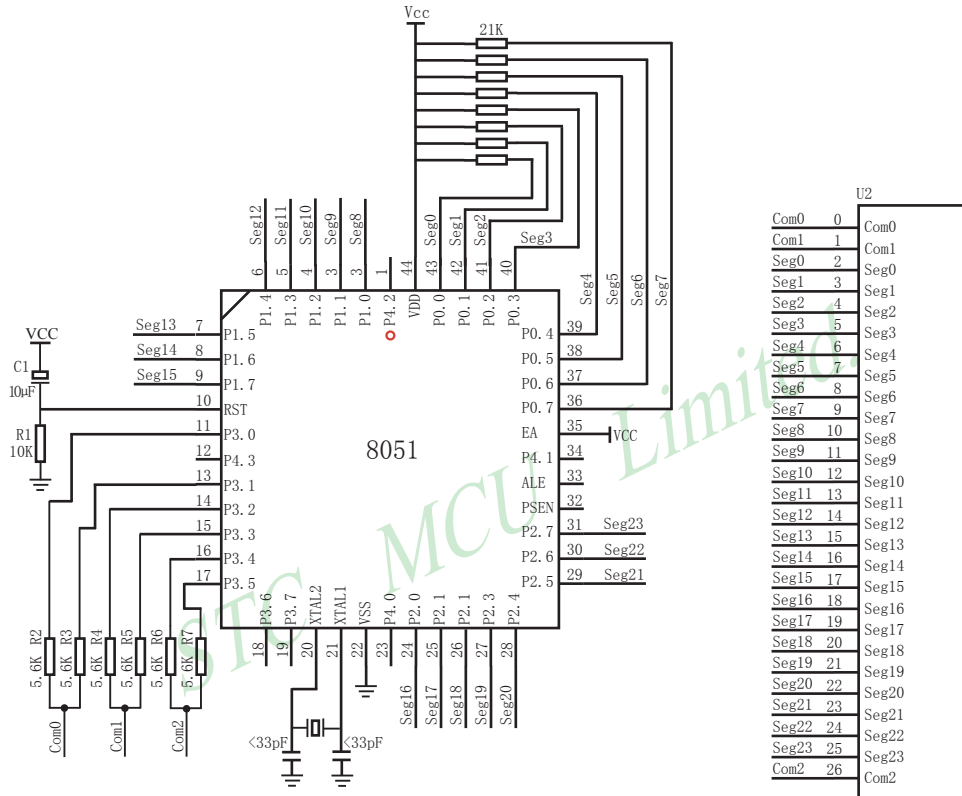 Vcc
21K
Seg12
Seg11
Seg10
Seg9
Seg8
Seg0
Seg1
Seg2
Seg3
Seg4
Seg5
Seg6
Seg7
6
5
4
3
3
1
44
43
42
41
40
P1.4
P1.3
P1.2
P1.1
P1.0
P4.2
VDD
P0.0
P0.1
P0.2
P0.3
Seg13 7 P1.5
Seg14 8 P1.6
Seg15 9 P1.7
10 RST
11 P3.0
12 P4.3
13 P3.1
14 P3.2
15 P3.3
16 P3.4
17 P3.5
VCC
C1
10μF
R1
10K
8051
P0.4 39
P0.5 38
P0.6 37
P0.7 36
EA 35 VCC
P4.1 34
ALE 33
PSEN 32
P2.7 31 Seg23
P2.6 30 Seg22
P2.5 29 Seg21
P3.6
P3.7
XTAL2
XTAL1
VSS
P4.0
P2.0
P2.1
P2.1
P2.3
P2.4
18
19
20
21
22
23
24
25
26
27
28
Seg16
Seg17
Seg18
Seg19
Seg20
5.6K R2
5.6K R3
5.6K R4
5.6K R5
5.6K R6
5.6K R7
Com0
Com1
Com2
<33pF
<33pF
STC MCU Limited.
U2
Com0 0 Com0
Com1 1 Com1
Seg0 2 Seg0
Seg1 3 Seg1
Seg2 4 Seg2
Seg3 5 Seg3
Seg4 6 Seg4
Seg5 7 Seg5
Seg6 8 Seg6
Seg7 9 Seg7
Seg8 10 Seg8
Seg9 11 Seg9
Seg10 12 Seg10
Seg11 13 Seg11
Seg12 14 Seg12
Seg13 15 Seg13
Seg14 16 Seg14
Seg15 17 Seg15
Seg16 18 Seg16
Seg17 19 Seg17
Seg18 20 Seg18
Seg19 21 Seg19
Seg20 22 Seg20
Seg21 23 Seg21
Seg22 24 Seg22
Seg23 25 Seg23
Com2 26 Com2